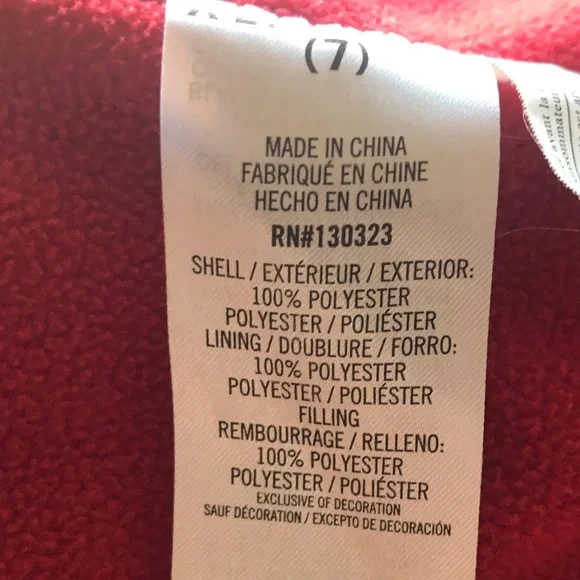 (7)
MADE IN CHINA
FABRIQUÉ EN CHINE
HECHO EN CHINA
RN#130323
SHELL / EXTÉRIEUR / EXTERIOR:
100% POLYESTER
POLYESTER / POLIÉSTER
LINING / DOUBLURE / FORRO:
100% POLYESTER
POLYESTER / POLIÉSTER
FILLING
REMBOURRAGE / RELLENO:
100% POLYESTER
POLYESTER / POLIÉSTER
EXCLUSIVE OF DECORATION
SAUF DÉCORATION / EXCEPTO DE DECORACIÓN
avant la